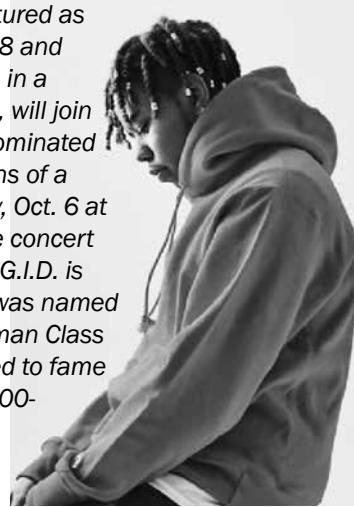 tured as
8 and
in a
, will join
ominated
ns of a
y, Oct. 6 at
e concert
G.I.D. is
was named
man Class
ed to fame
00-